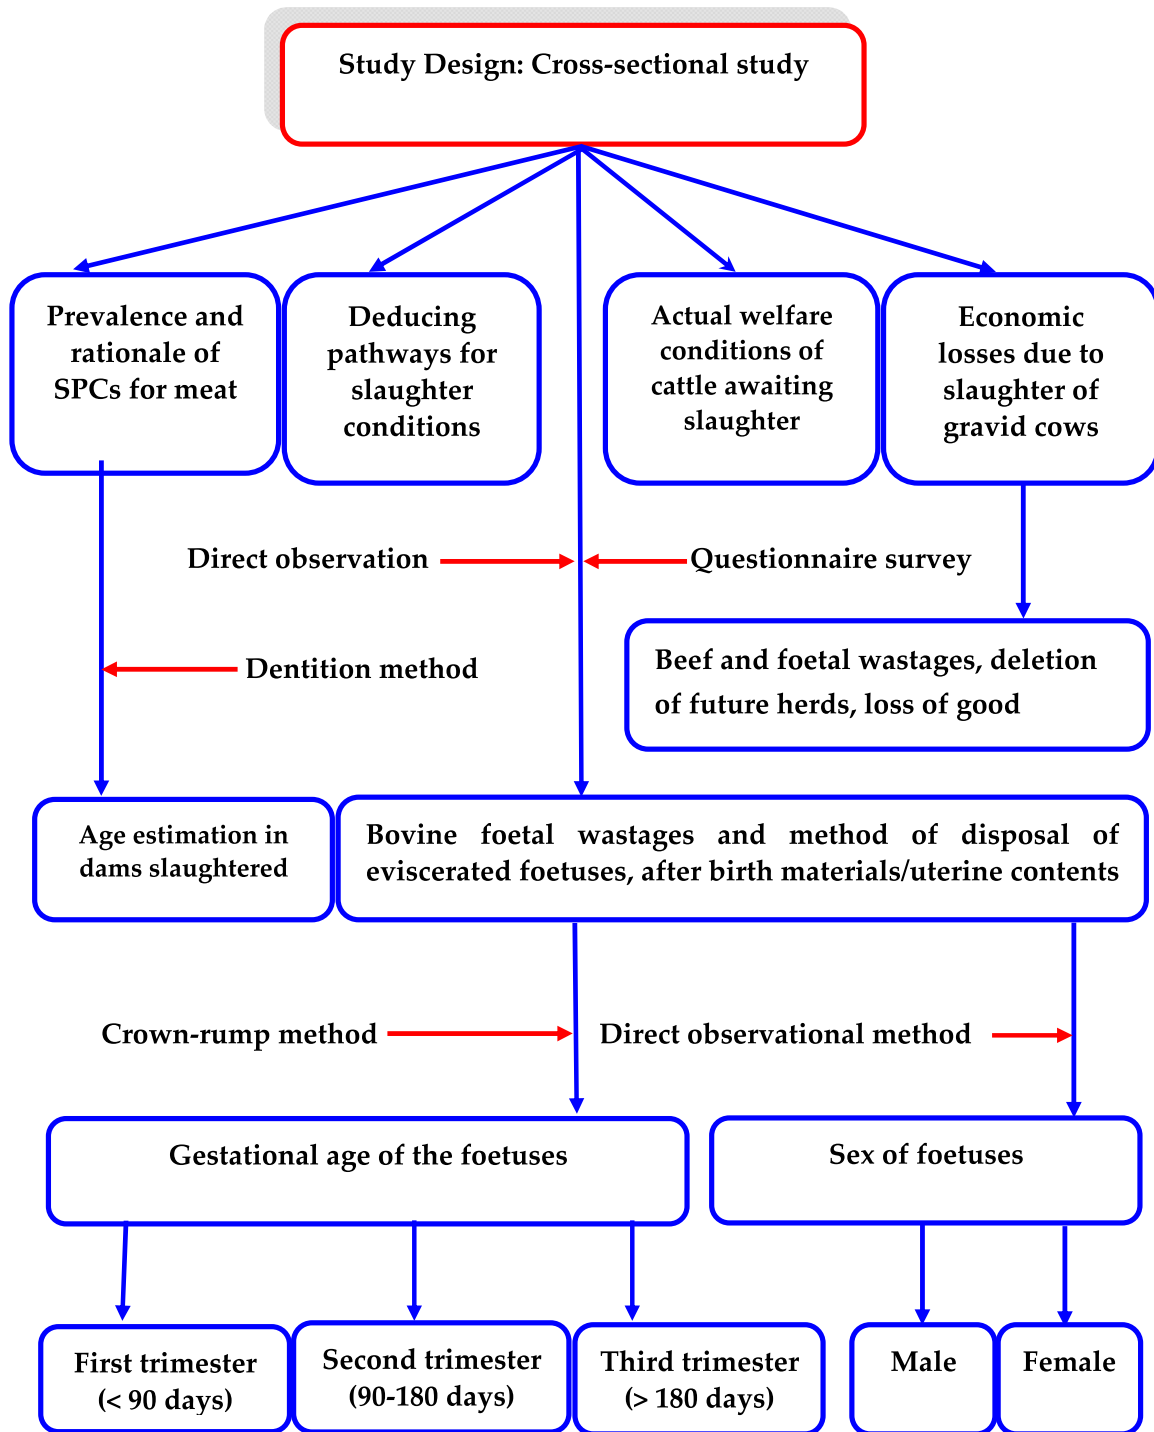 Study Design: Cross-sectional study
Prevalence and
rationale of
SPCs for meat
Deducing
pathways for
slaughter
conditions
Actual welfare
conditions of
cattle awaiting
slaughter
Economic
losses due to
slaughter of
gravid cows
Direct observation
Questionnaire survey
Dentition method
Beef and foetal wastages, deletion
of future herds, loss of good
Age estimation in
dams slaughtered
Bovine foetal wastages and method of disposal of
eviscerated foetuses, after birth materials/uterine contents
Crown-rump method
Direct observational method
Gestational age of the foetuses
Sex of foetuses
First trimester
(< 90 days)
Second trimester
(90-180 days)
Third trimester
(> 180 days)
Male
Female